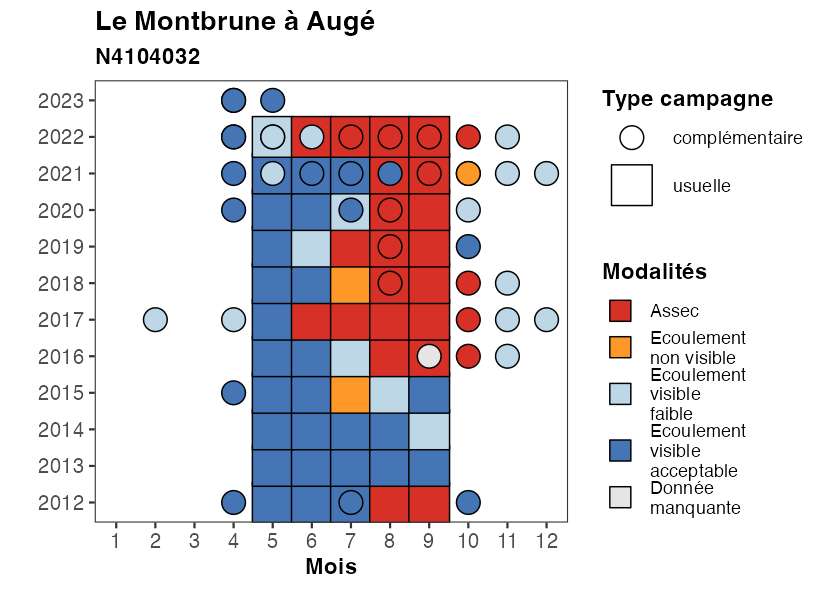 Le Montbrune à Augé
N4104032
2023
2022
2021
2020
2019
2018
2017
2016
2015
2014
2013
2012
1 2 3 4 5 6 7 8 9 10 11 12
Mois
Type campagne
complémentaire
usuelle
Modalités
Assec
Ecoulement
non visible
Ecoulement
visible
faible
Ecoulement
visible
acceptable
Donnée
manquante